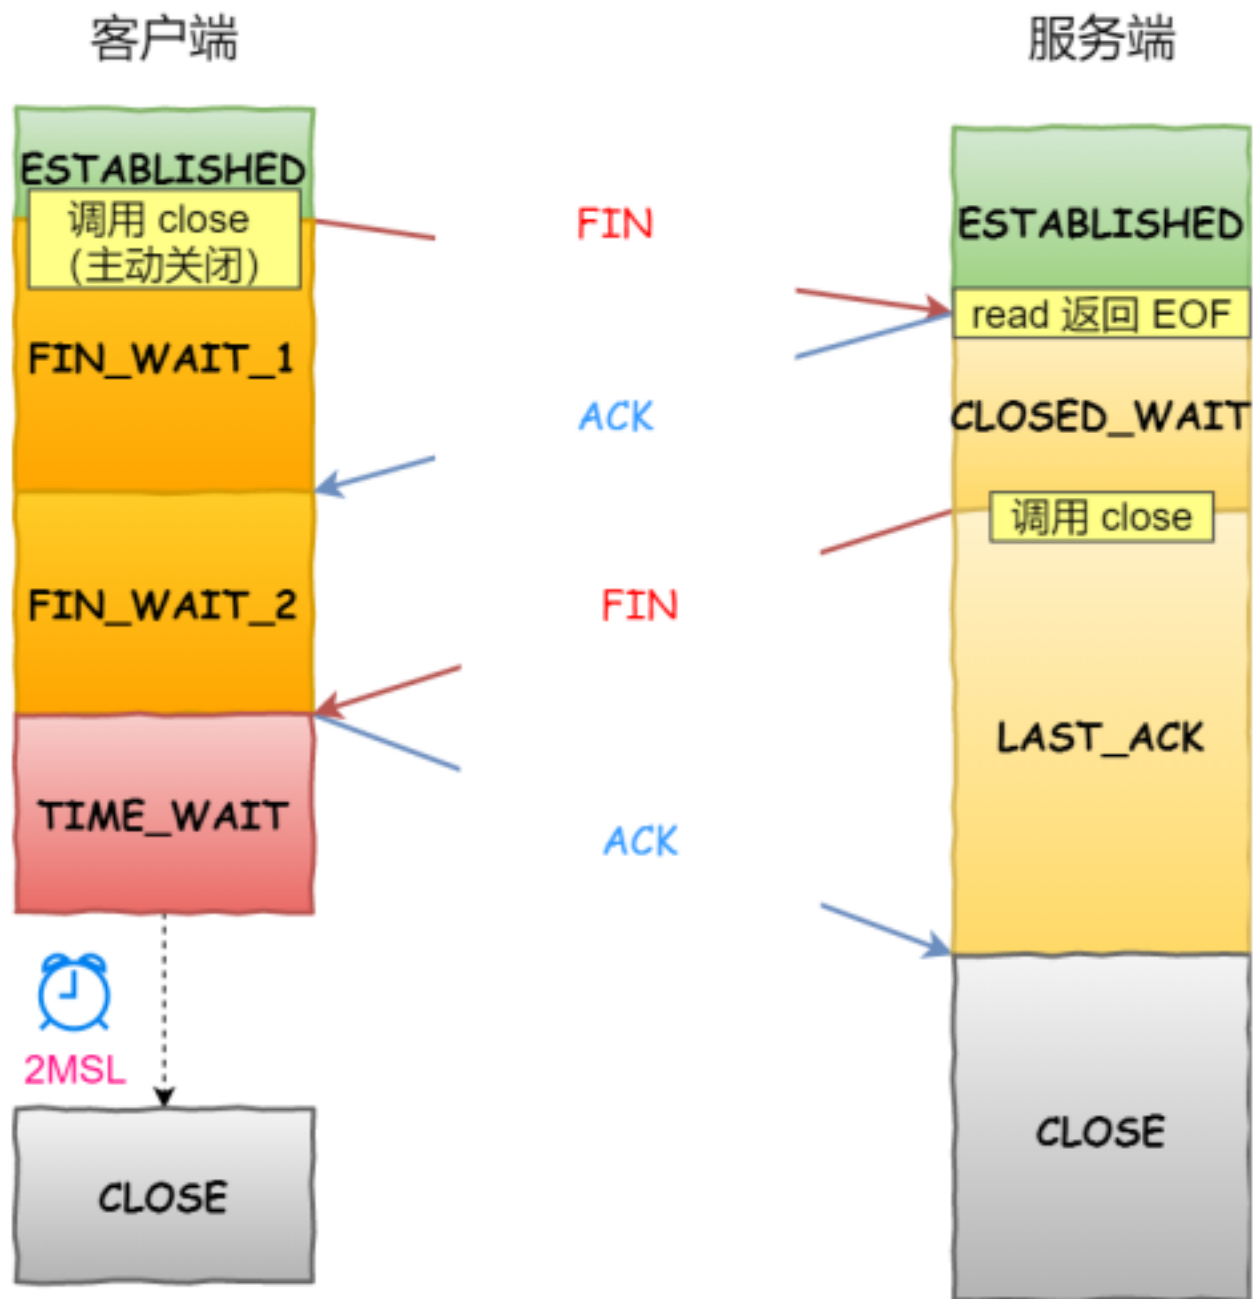 客户端
服务端
ESTABLISHED
调用 close
（主动关闭）
FIN
ESTABLISHED
read 返回 EOF
FIN_WAIT_1
ACK
CLOSED_WAIT
调用 close
FIN_WAIT_2
FIN
LAST_ACK
TIME_WAIT
ACK
2MSL
CLOSE
CLOSE